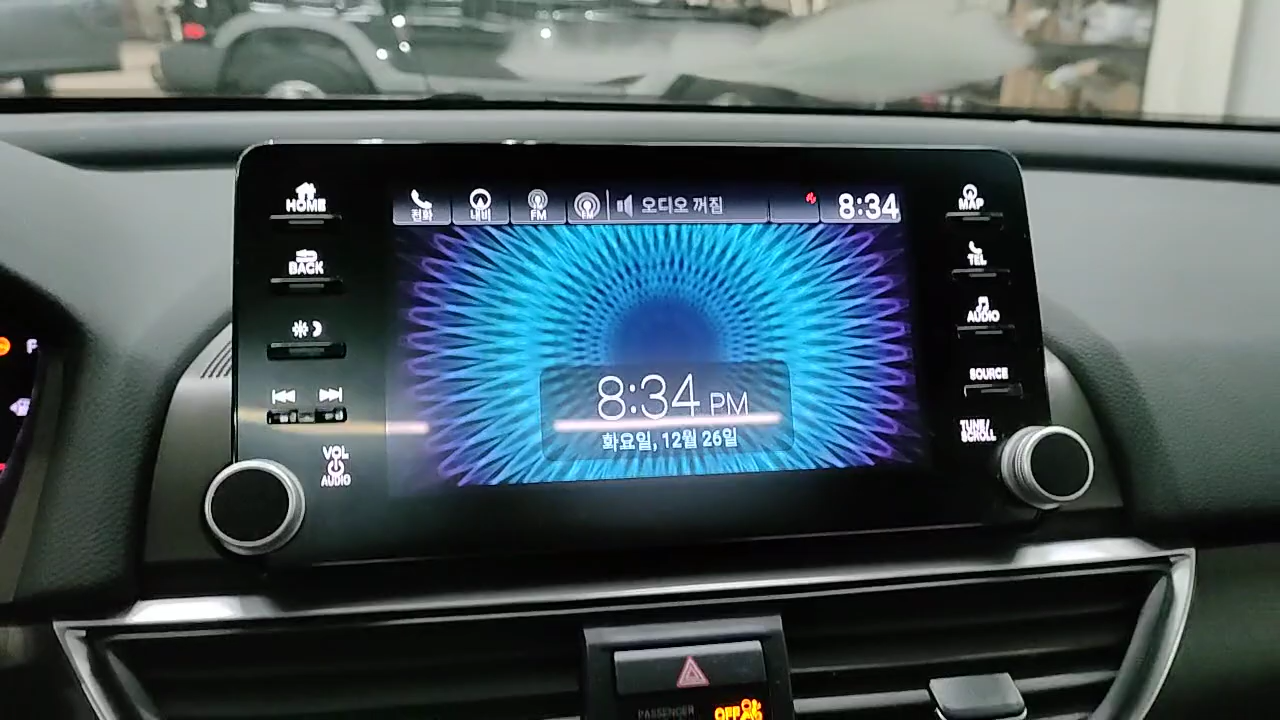 HOME
BACK
VOL
AUDIO
전화
내비
FM
오디오 꺼짐
8:34
8:34 PM
화요일, 12월 26일
MAP
TEL
AUDIO
SOURCE
TUNE/
SCROLL
PASSENGER
OFF